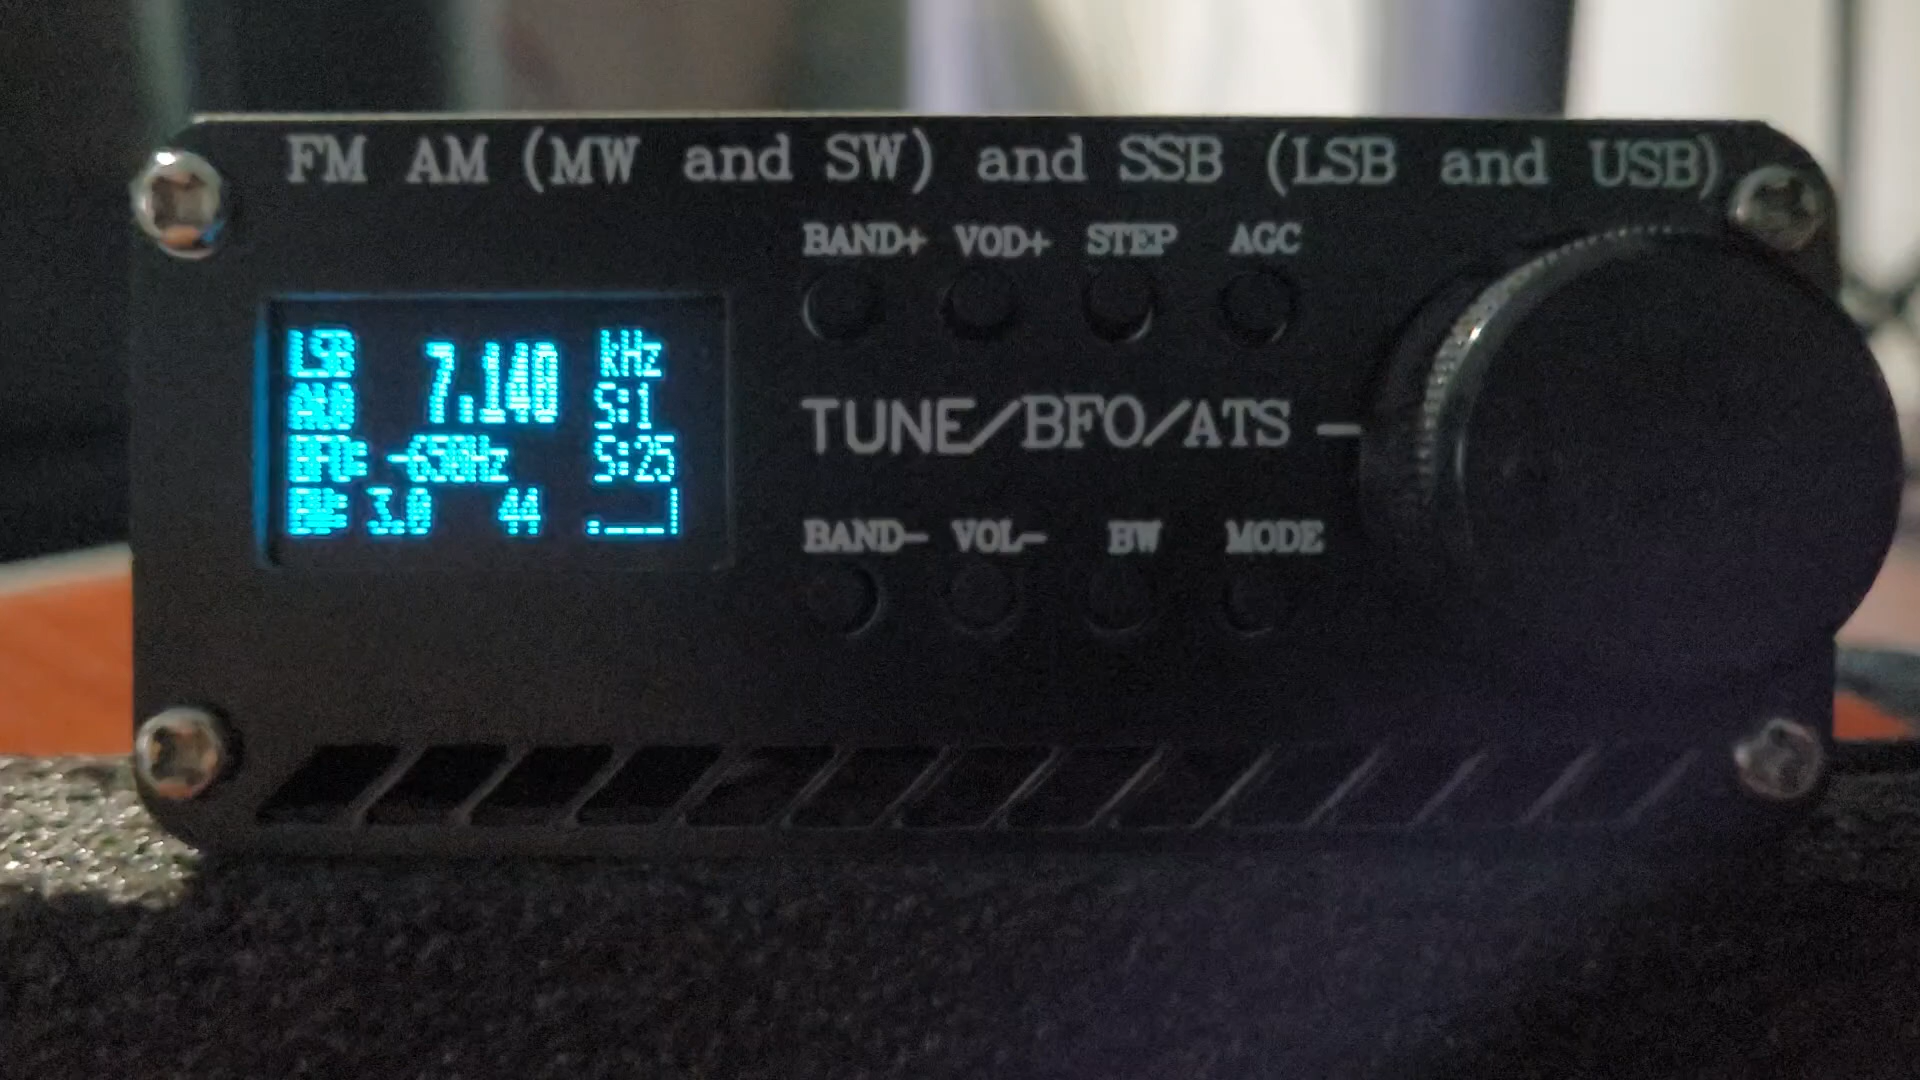 FM AM (MW and SW) and SSB (LSB and USB)
BAND+ VOD+ STEP AGC
LSB 7.140 kHz
S:1
BFO: -650Hz S:25
BW: 3.0 44
TUNE/BFO/ATS -
BAND- VOL- BW MODE